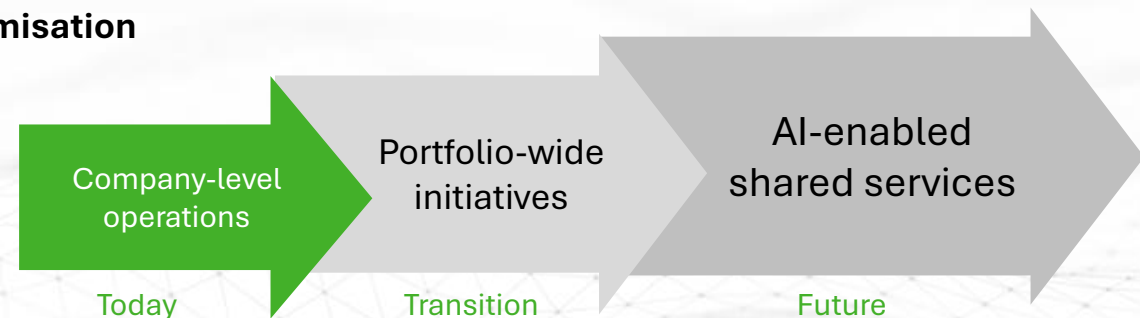 misation
Company-level
operations
Portfolio-wide
initiatives
AI-enabled
shared services
Today
Transition
Future